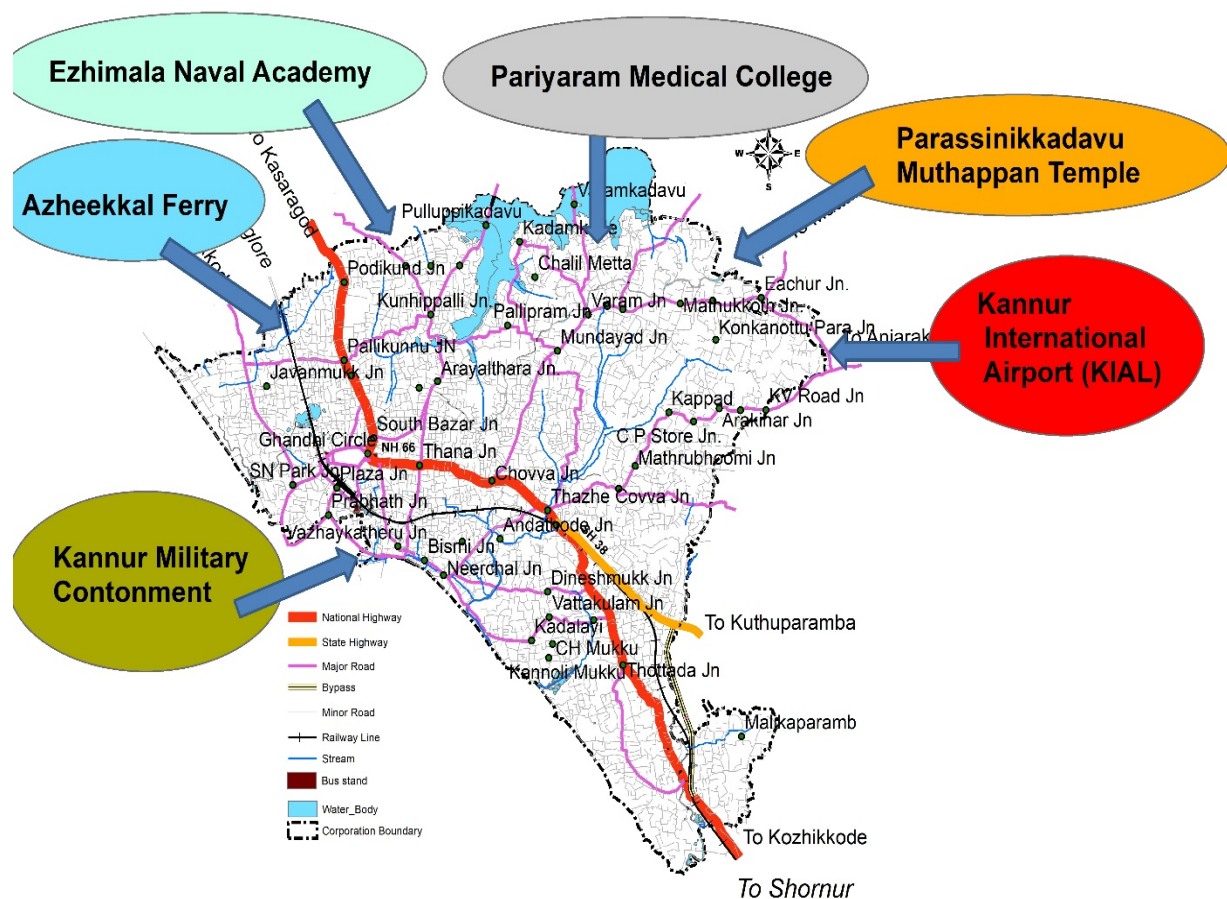 Ezhimala Naval Academy
Pariyaram Medical College
Parassinikkadavu
Muthappan Temple
Azheekkal Ferry
Kannur
International
Airport (KIAL)
Kannur Military
Contonment
To Kasaragod
N
W E
S
Pulluppikadavu
Podikund Jn
Chalil Metta
Kunhippalli Jn.
Pallipram Jn
Varam Jn
Mathukkoth Jn.
Eachur Jn.
Konkanottu Para Jn
Mundayad Jn
Pallikunnu JN
Javanmukk Jn
Arayalthara Jn.
Kappad
KV Road Jn
Arakinar Jn
South Bazar Jn
Ghandai Circle
NH 66
C P Store Jn.
Thana Jn
Mathrubhoomi Jn
SN Park Jn
Plaza Jn
Chovva Jn
Prabhath Jn
Thazhe Covva Jn
Vazhaykatheru Jn
Andathode Jn
Bismi Jn
NH 38
Neerchal Jn
Dineshmukk Jn
Vattakulam Jn
Kadalayi
To Kuthuparamba
CH Mukku
Kannoli Mukku
Thottada Jn
Malikaparamb
To Kozhikkode
To Shornur
National Highway
State Highway
Major Road
Bypass
Minor Road
Railway Line
Stream
Bus stand
Water_Body
Corporation Boundary